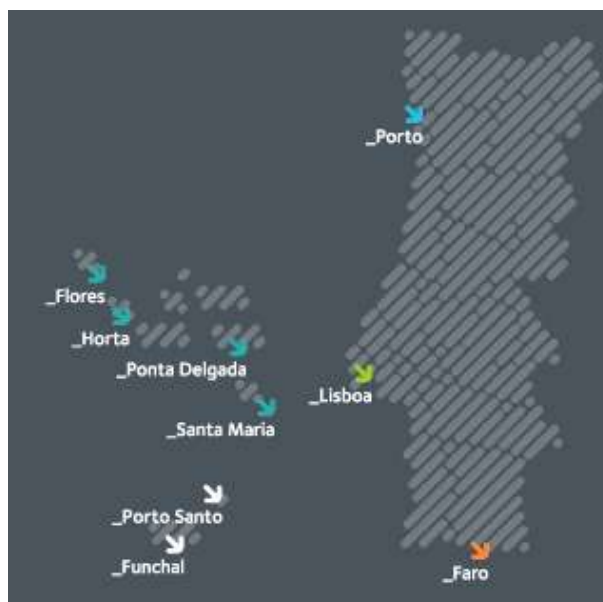 _Porto
_Flores
_Horta
_Ponta Delgada
_Lisboa
_Santa Maria
_Porto Santo
_Funchal
_Faro